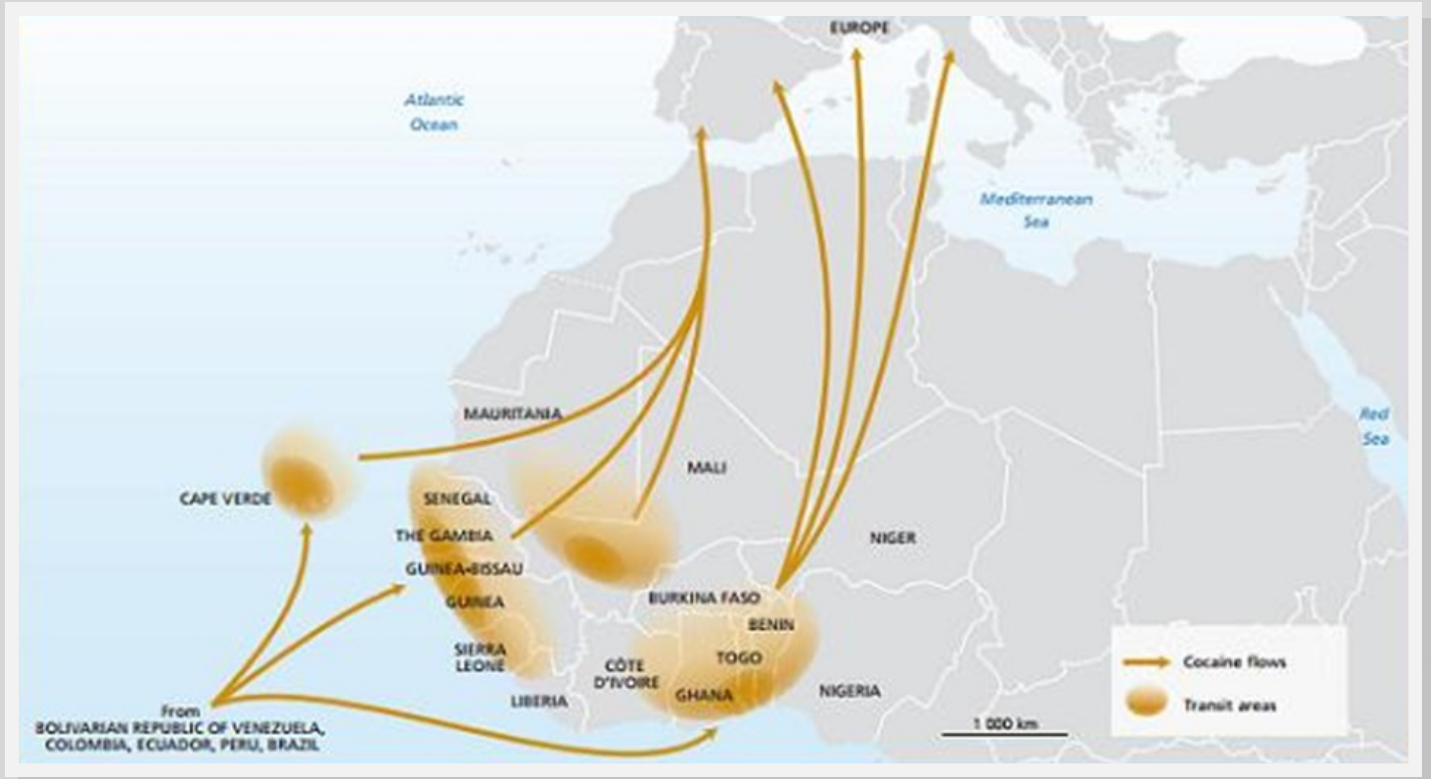 EUROPE
Atlantic
Ocean
Mediterranean
Sea
MAURITANIA
Red
Sea
MALI
CAPE VERDE
SENEGAL
THE GAMBIA
NIGER
GUINEA-BISSAU
GUINEA
BURKINA FASO
BENIN
SIERRA
LEONE
TOGO
CÔTE
D'IVOIRE
GHANA
NIGERIA
LIBERIA
Cocaine flows
Transit areas
1 000 km
From
BOLIVARIAN REPUBLIC OF VENEZUELA,
COLOMBIA, ECUADOR, PERU, BRAZIL